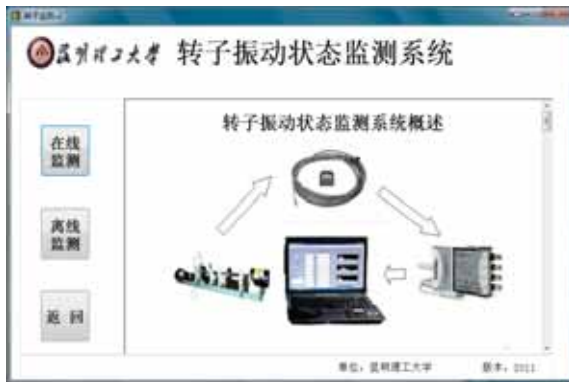 昆明理工大学 转子振动状态监测系统
转子振动状态监测系统概述
在线
监测
离线
监测
返 回
单位:昆明理工大学 版本:2011